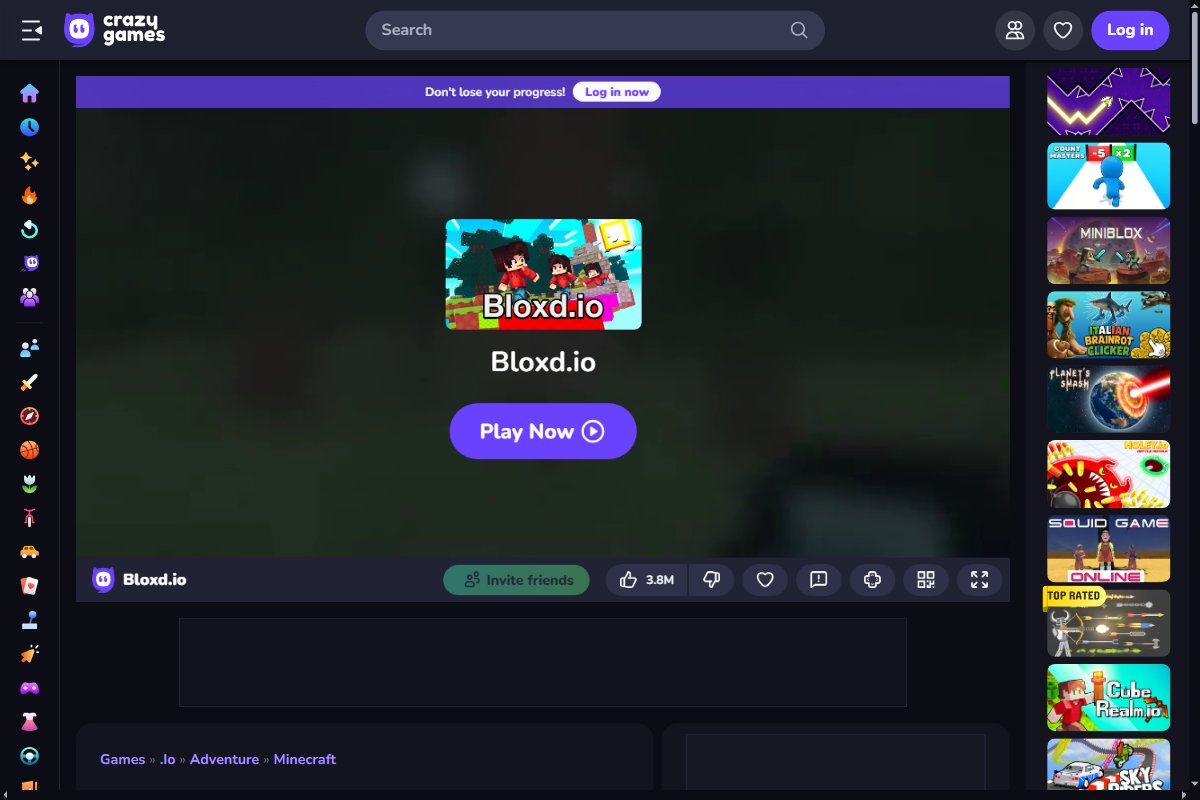 crazy
games
Search
Log in
Don't lose your progress!
Log in now
Bloxd.io
Bloxd.io
Play Now
Bloxd.io
Invite friends
3.8M
Games » .Io » Adventure » Minecraft
COUNT
MASTERS
-5
x2
MINIBLOX
ITALIAN
BRAINROT
CLICKER
PLANET'S
SMASH
HOLEY.IO
SQUID GAME
ONLINE
TOP RATED
Cube
Realm.io
SKY
RIDERS